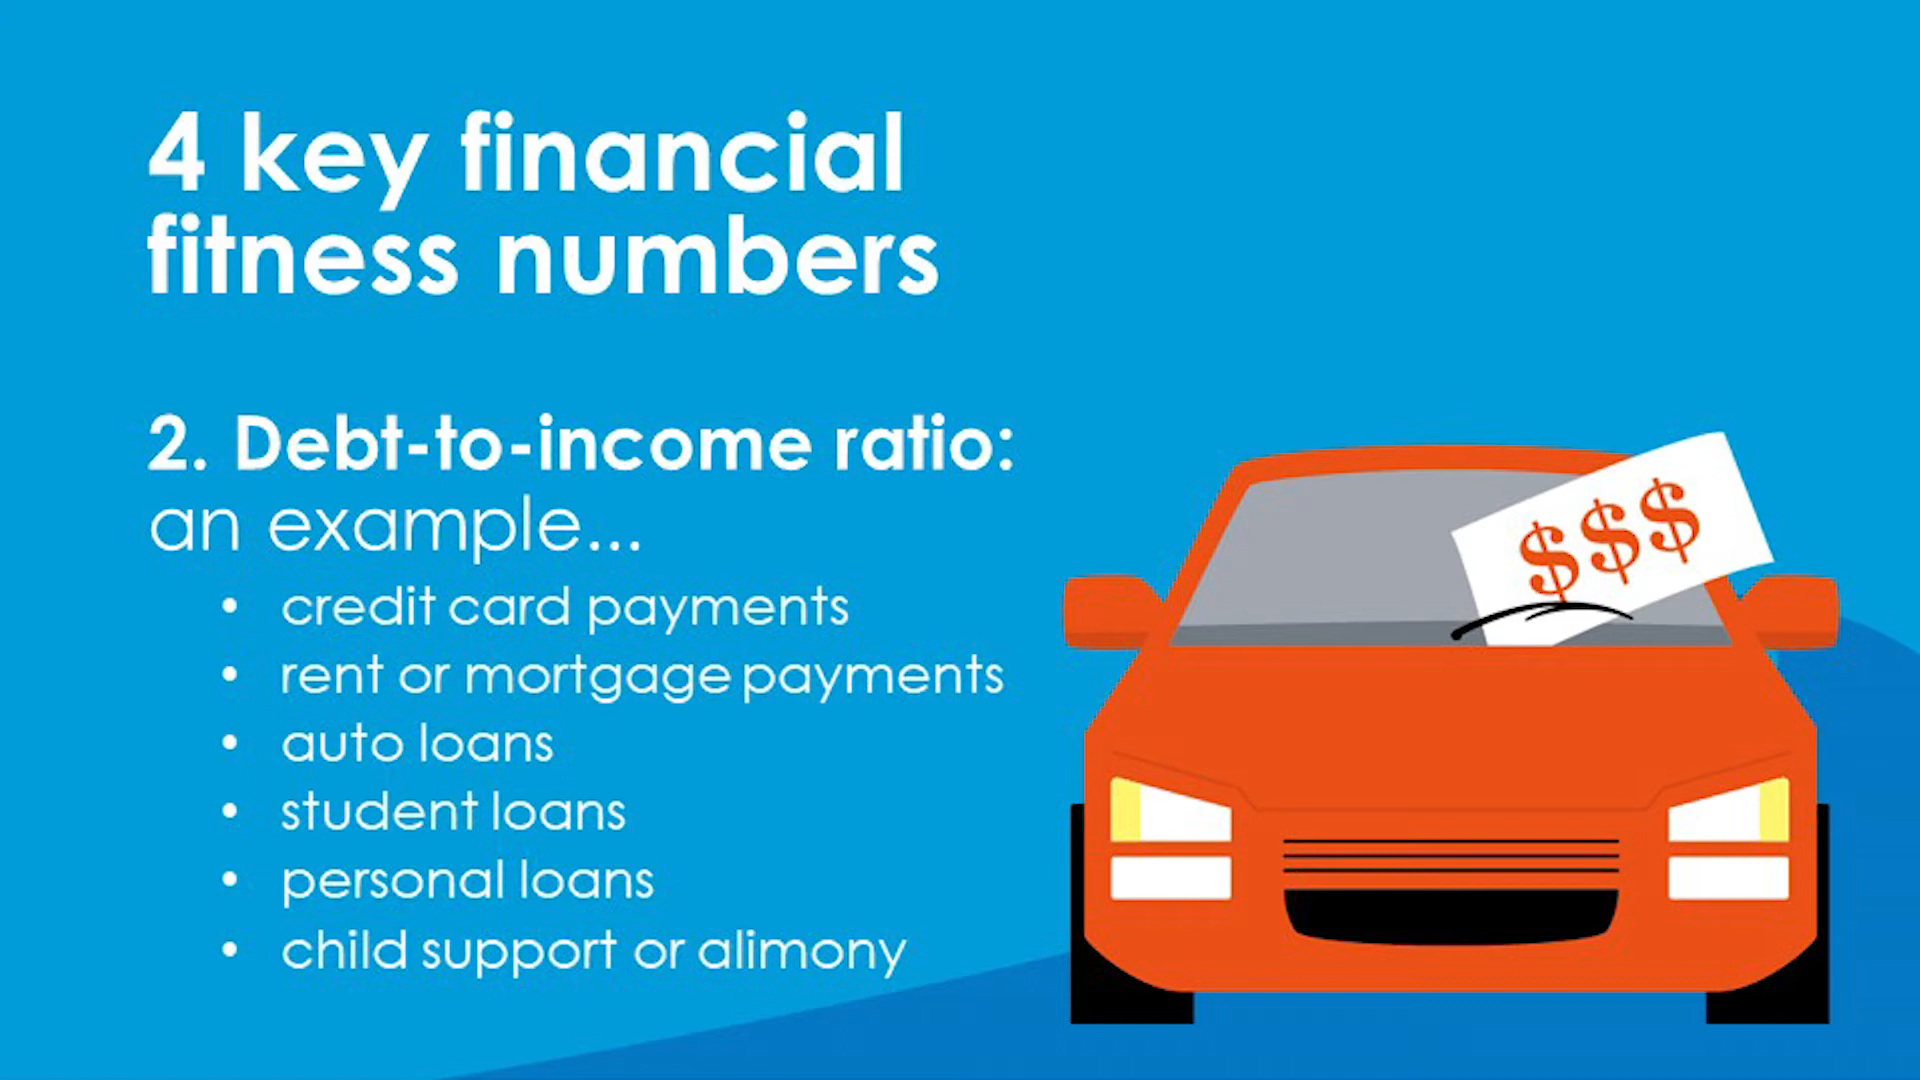 4 key financial
fitness numbers
2. Debt-to-income ratio:
an example...
• credit card payments
• rent or mortgage payments
• auto loans
• student loans
• personal loans
• child support or alimony
$$$